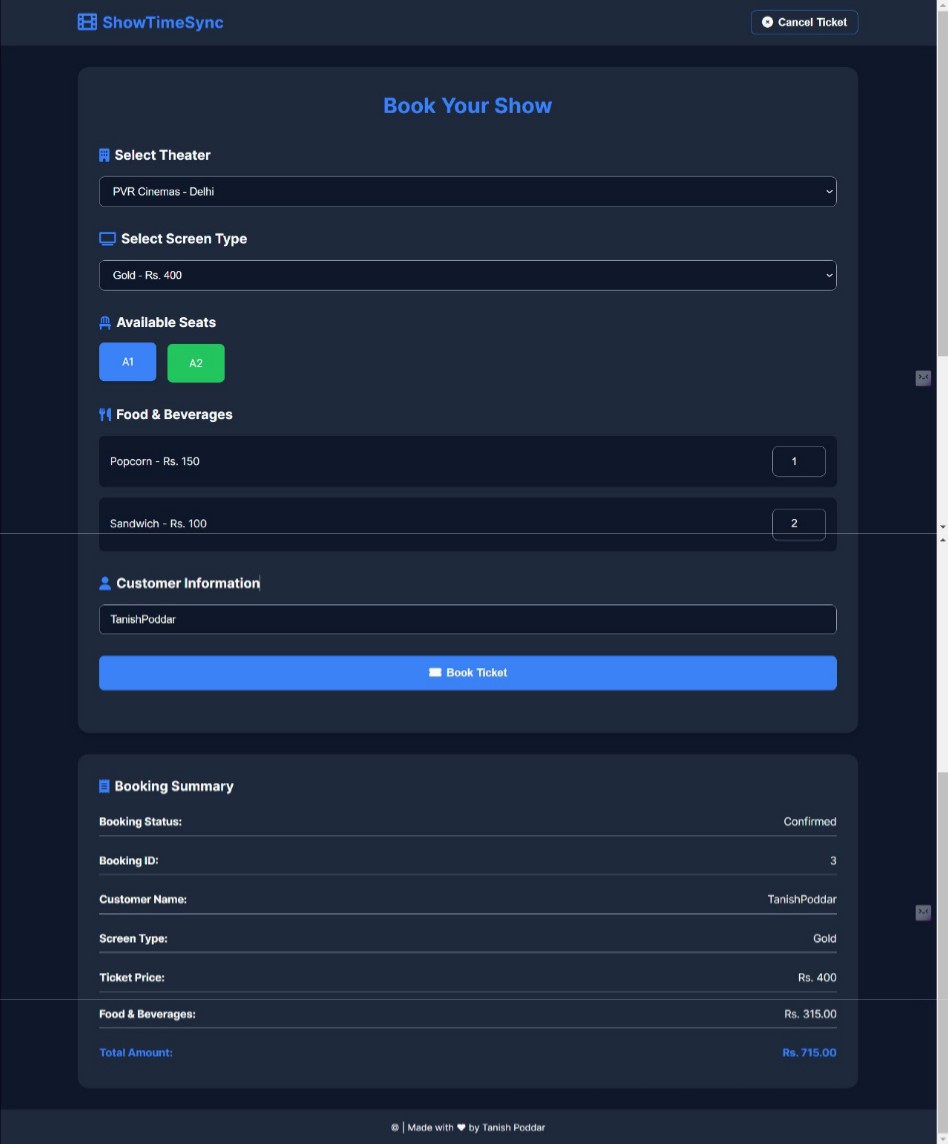 ShowTimeSync
Cancel Ticket
Book Your Show
Select Theater
PVR Cinemas - Delhi
Select Screen Type
Gold - Rs. 400
Available Seats
A1 A2
Food & Beverages
Popcorn - Rs. 150 1
Sandwich - Rs. 100 2
Customer Information
TanishPoddar
Book Ticket
Booking Summary
Booking Status: Confirmed
Booking ID: 3
Customer Name: TanishPoddar
Screen Type: Gold
Ticket Price: Rs. 400
Food & Beverages: Rs. 315.00
Total Amount: Rs. 715.00
© | Made with ❤ by Tanish Poddar